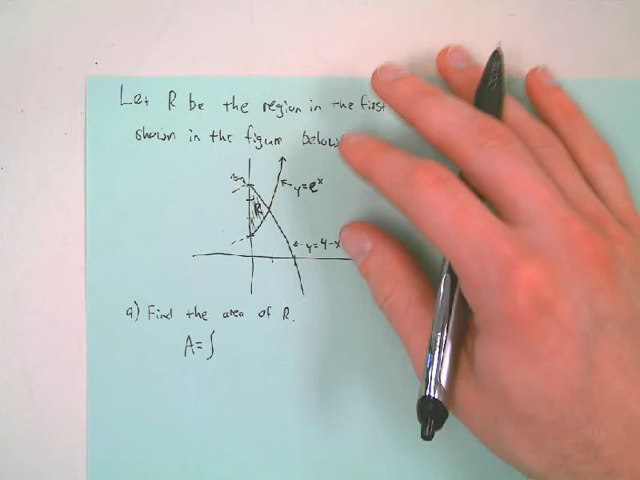 Let R be the region in the first
shown in the figure below
y=e^x
R
y=4-x
a) Find the area of R.
A=∫